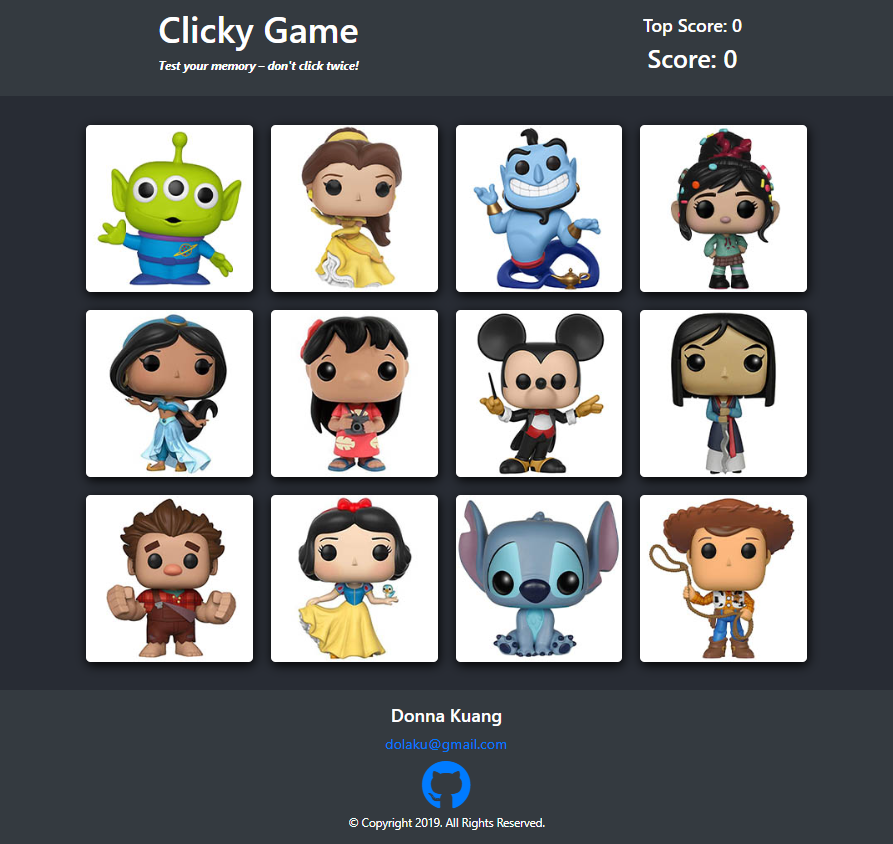 Clicky Game
Test your memory – don't click twice!
Top Score: 0
Score: 0
Donna Kuang
dolaku@gmail.com
© Copyright 2019. All Rights Reserved.